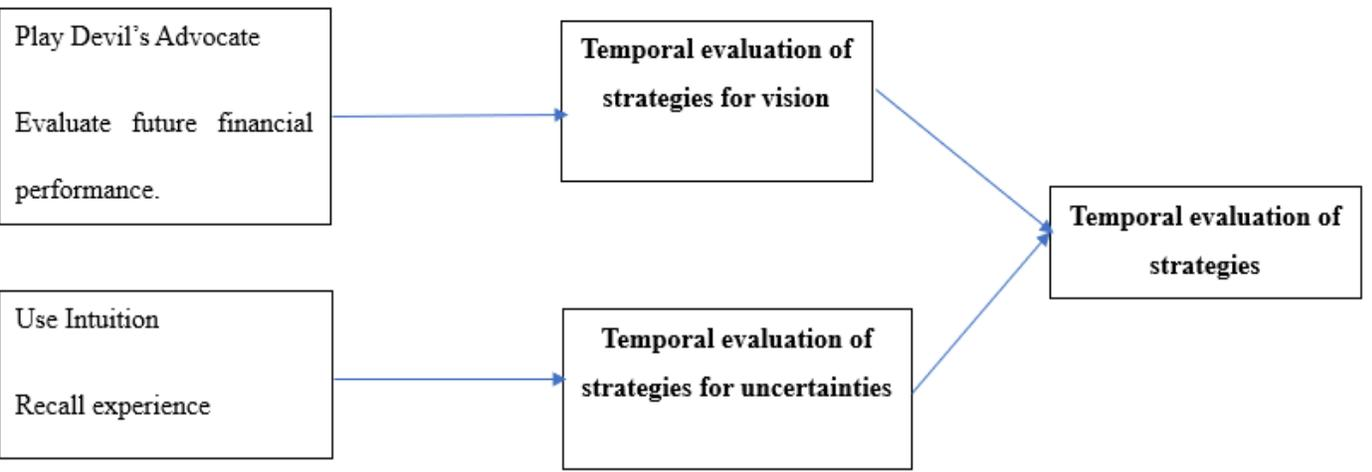 Play Devil’s Advocate
Evaluate future financial
performance.
Temporal evaluation of
strategies for vision
Temporal evaluation of
strategies
Use Intuition
Recall experience
Temporal evaluation of
strategies for uncertainties